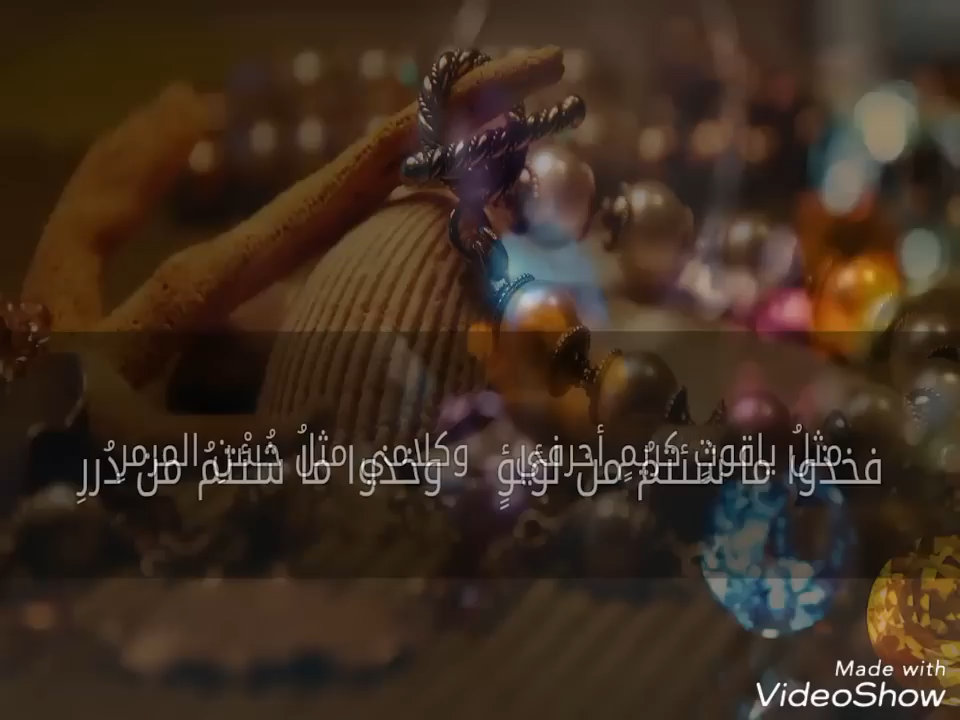 مثلُ ياقوتٍ كريمٍ أحرفي وكلامي مثلُ حُسْنِ المرمرِ
فخذوا ما شئتمُ من لؤلؤٍ وخذوا ما شئتمُ من دُررِ
Made with
VideoShow